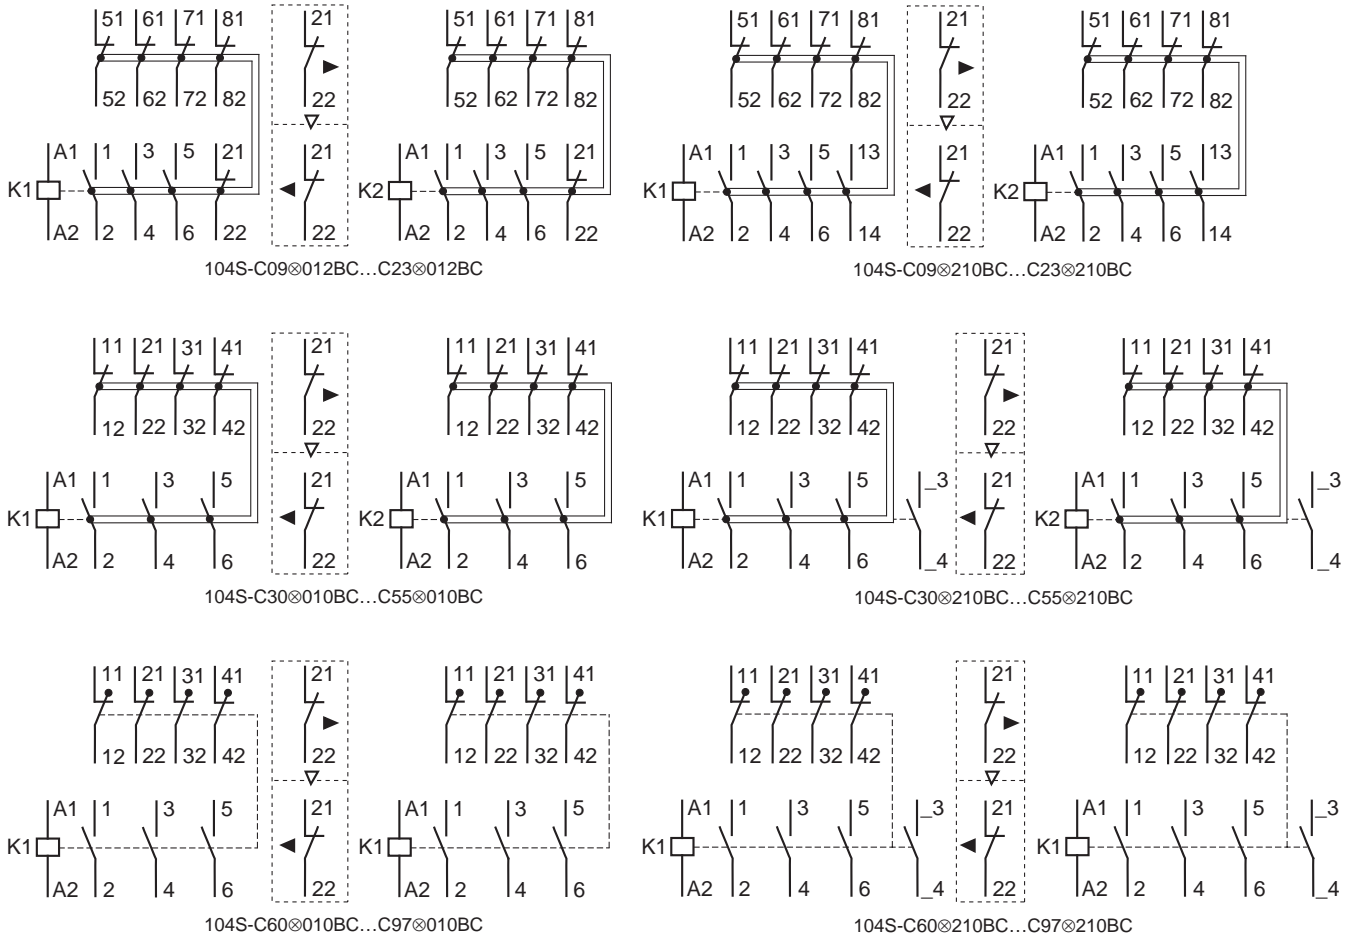 51 61 71 81 21 51 61 71 81 51 61 71 81 21 51 61 71 81
52 62 72 82 22 52 62 72 82 52 62 72 82 22 52 62 72 82
A1 1 3 5 21 21 A1 1 3 5 21 A1 1 3 5 13 21 A1 1 3 5 13
K1 K2 K1 K2
A2 2 4 6 22 22 A2 2 4 6 22 A2 2 4 6 14 22 A2 2 4 6 14
104S-C09⊗012BC...C23⊗012BC 104S-C09⊗210BC...C23⊗210BC
11 21 31 41 21 11 21 31 41 11 21 31 41 21 11 21 31 41
12 22 32 42 22 12 22 32 42 12 22 32 42 22 12 22 32 42
A1 1 3 5 21 A1 1 3 5 A1 1 3 5 _3 21 A1 1 3 5 _3
K1 K2 K1 K2
A2 2 4 6 22 A2 2 4 6 A2 2 4 6 _4 22 A2 2 4 6 _4
104S-C30⊗010BC...C55⊗010BC 104S-C30⊗210BC...C55⊗210BC
11 21 31 41 21 11 21 31 41 11 21 31 41 21 11 21 31 41
12 22 32 42 22 12 22 32 42 12 22 32 42 22 12 22 32 42
A1 1 3 5 21 A1 1 3 5 A1 1 3 5 _3 21 A1 1 3 5 _3
K1 K1 K1 K1
A2 2 4 6 22 A2 2 4 6 A2 2 4 6 _4 22 A2 2 4 6 _4
104S-C60⊗010BC...C97⊗010BC 104S-C60⊗210BC...C97⊗210BC